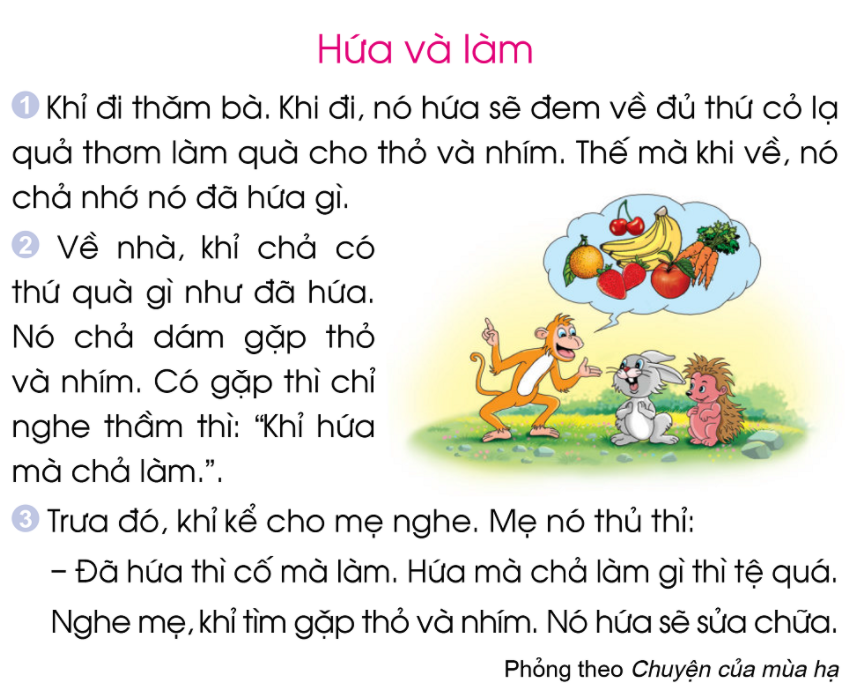 Hứa và làm
1 Khỉ đi thăm bà. Khi đi, nó hứa sẽ đem về đủ thứ cỏ lạ
quả thơm làm quà cho thỏ và nhím. Thế mà khi về, nó
chả nhớ nó đã hứa gì.
2 Về nhà, khỉ chả có
thứ quà gì như đã hứa.
Nó chả dám gặp thỏ
và nhím. Có gặp thì chỉ
nghe thầm thì: “Khỉ hứa
mà chả làm.”.
3 Trưa đó, khỉ kể cho mẹ nghe. Mẹ nó thủ thỉ:
– Đã hứa thì cố mà làm. Hứa mà chả làm gì thì tệ quá.
Nghe mẹ, khỉ tìm gặp thỏ và nhím. Nó hứa sẽ sửa chữa.
Phỏng theo Chuyện của mùa hạ